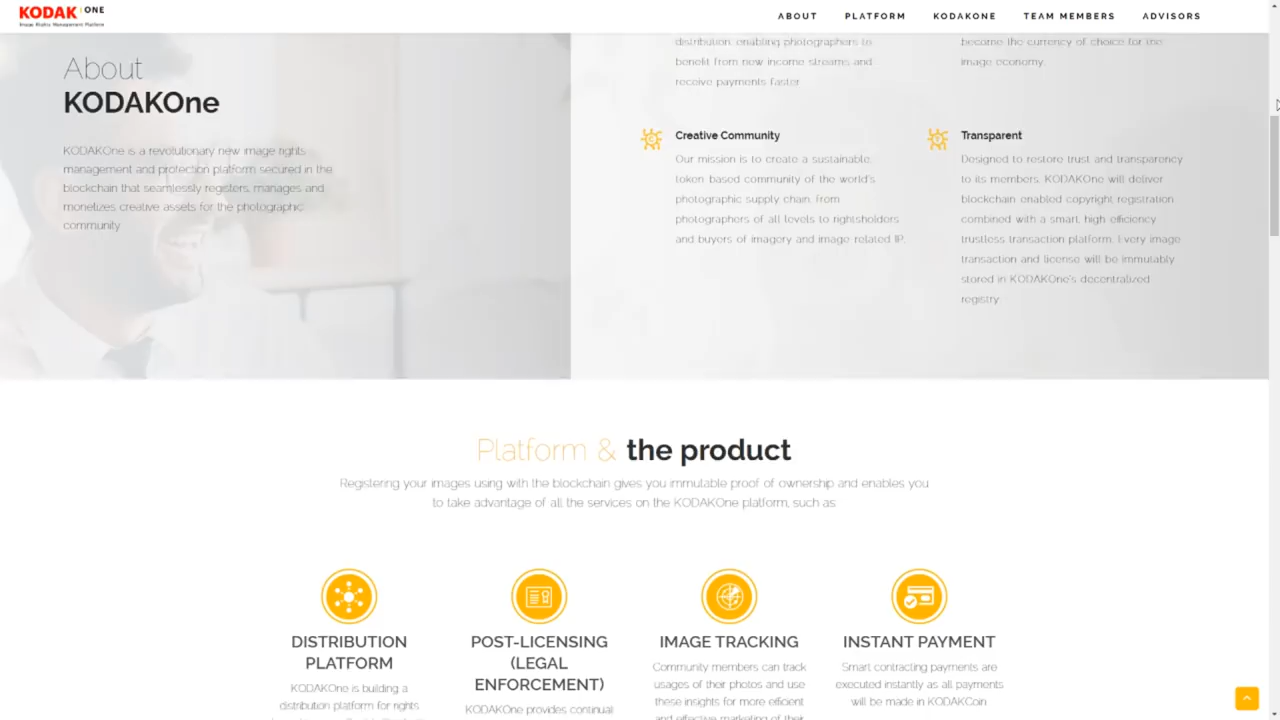 KODAK ONE
Image Rights Management Platform
ABOUT
PLATFORM
KODAKONE
TEAM MEMBERS
ADVISORS
About
KODAKOne
KODAKOne is a revolutionary new image rights
management and protection platform secured in the
blockchain that seamlessly registers, manages and
monetizes creative assets for the photographic
community
distribution, enabling photographers to
benefit from new income streams and
receive payments faster
became the currency of choice for the
image economy.
Creative Community
Our mission is to create a sustainable,
token based community of the world's
photographic supply chain, from
photographers of all levels to rightsholders
and buyers of imagery and image related IP.
Transparent
Designed to restore trust and transparency
to its members, KODAKOne will deliver
blockchain enabled copyright registration
combined with a smart, high efficiency
trustless transaction platform. Every image
transaction and license will be immutably
stored in KODAKOne's decentralized
registry.
Platform & the product
Registering your images using with the blockchain gives you immutable proof of ownership and enables you
to take advantage of all the services on the KODAKOne platform, such as
DISTRIBUTION
PLATFORM
KODAKOne is building a
distribution platform for rights
POST-LICENSING
(LEGAL
ENFORCEMENT)
KODAKOne provides continual
IMAGE TRACKING
Community members can track
usages of their photos and use
these insights for more efficient
and effective marketing of their
INSTANT PAYMENT
Smart contracting payments are
executed instantly as all payments
will be made in KODAKCoin